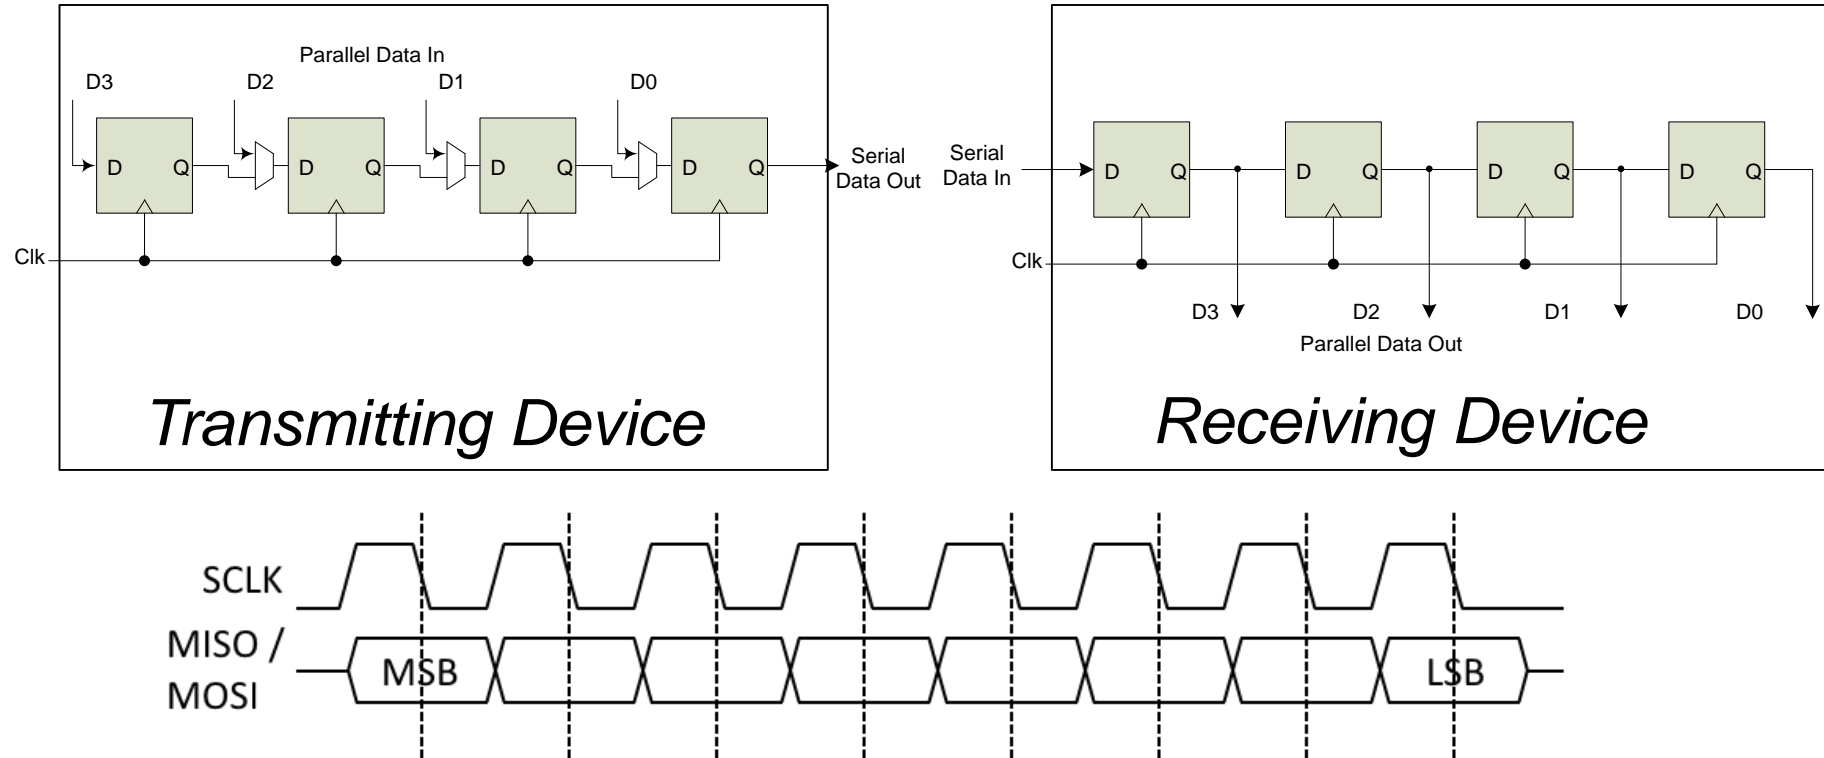 Parallel Data In
D3
D2
D1
D0
D Q
D Q
D Q
D Q
Serial
Data Out
Clk
Transmitting Device
Serial
Data In
D Q
D Q
D Q
D Q
Clk
D3
D2
D1
D0
Parallel Data Out
Receiving Device
SCLK
MISO /
MOSI
MSB
LSB